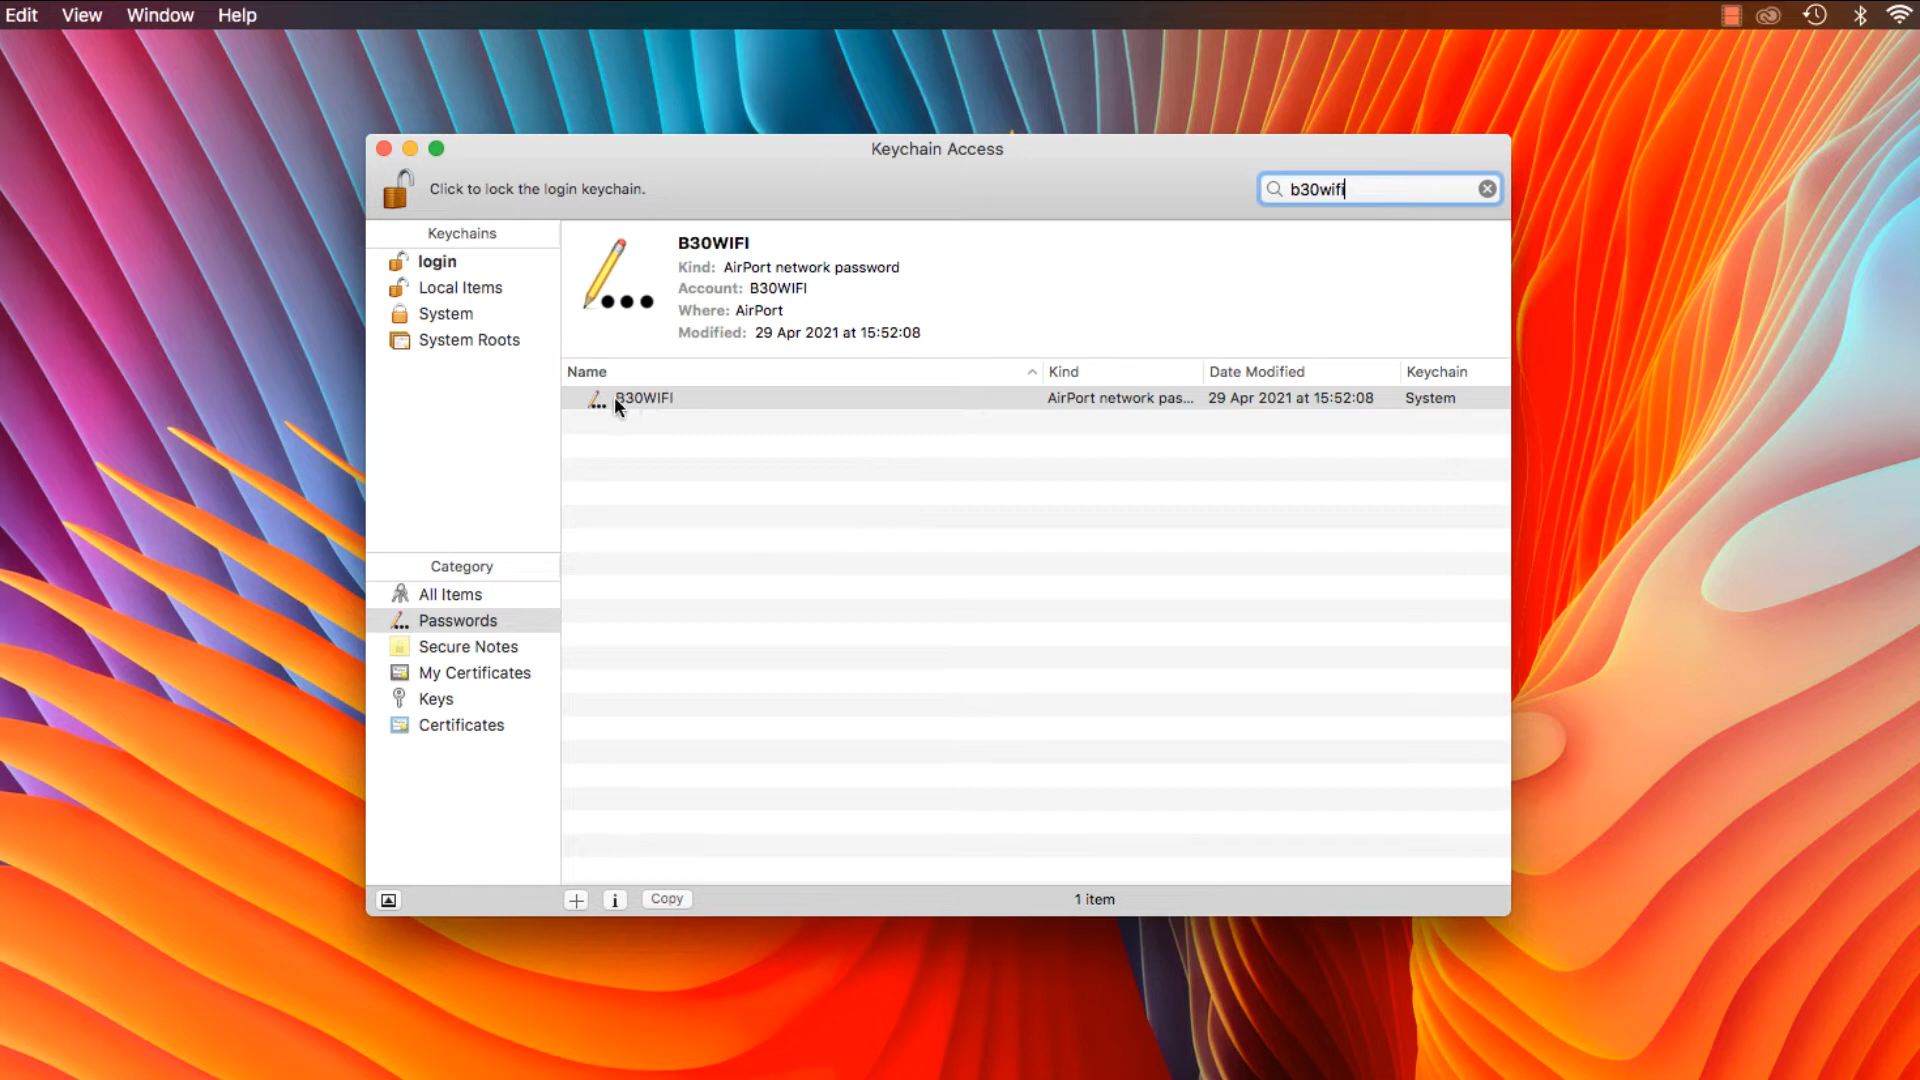 Edit View Window Help
Keychain Access
Click to lock the login keychain.
b30wifi
Keychains
login
Local Items
System
System Roots
B30WIFI
Kind: AirPort network password
Account: B30WIFI
Where: AirPort
Modified: 29 Apr 2021 at 15:52:08
Name Kind Date Modified Keychain
B30WIFI AirPort network pas... 29 Apr 2021 at 15:52:08 System
Category
All Items
Passwords
Secure Notes
My Certificates
Keys
Certificates
Copy
1 item